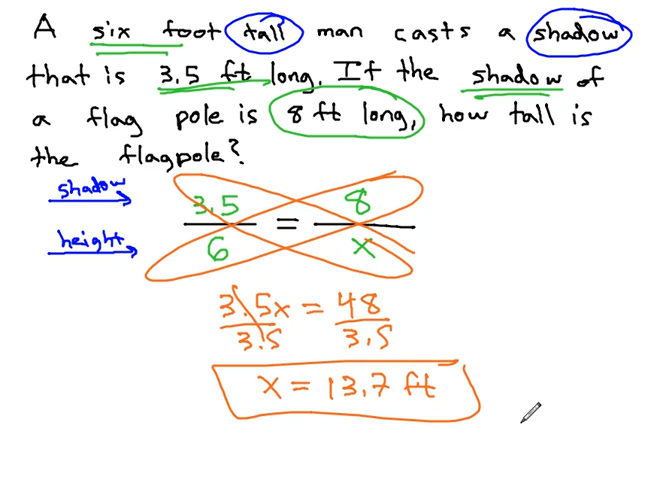 A six foot tall man casts a shadow
that is 3.5 ft long. If the shadow of
a flag pole is 8 ft long, how tall is
the flagpole?
shadow 3.5 = 8
height 6 x
3.5x = 48
3.5 3.5
x = 13.7 ft